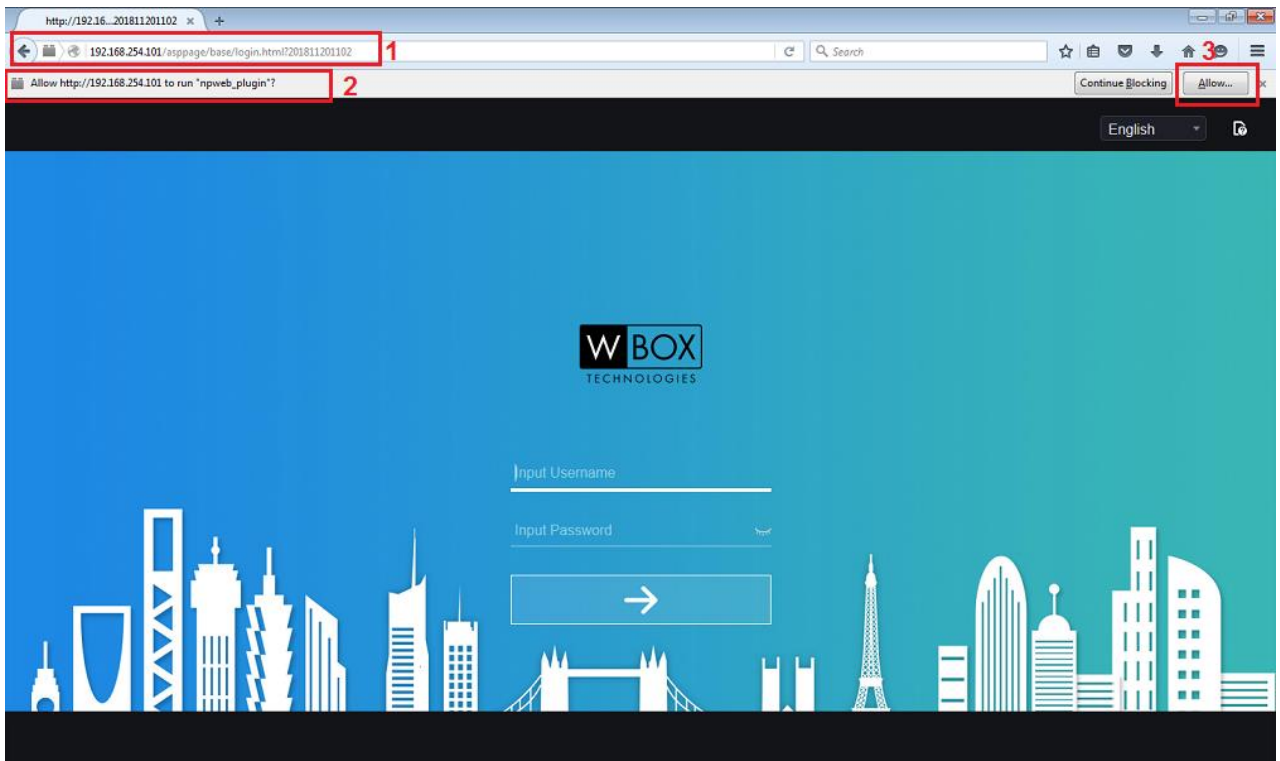 http://192.16...201811201102
192.168.254.101/asppage/base/login.html?201811201102
1
Search
3
Allow http://192.168.254.101 to run "npweb_plugin"?
2
Continue Blocking
Allow...
English
W BOX
TECHNOLOGIES
Input Username
Input Password